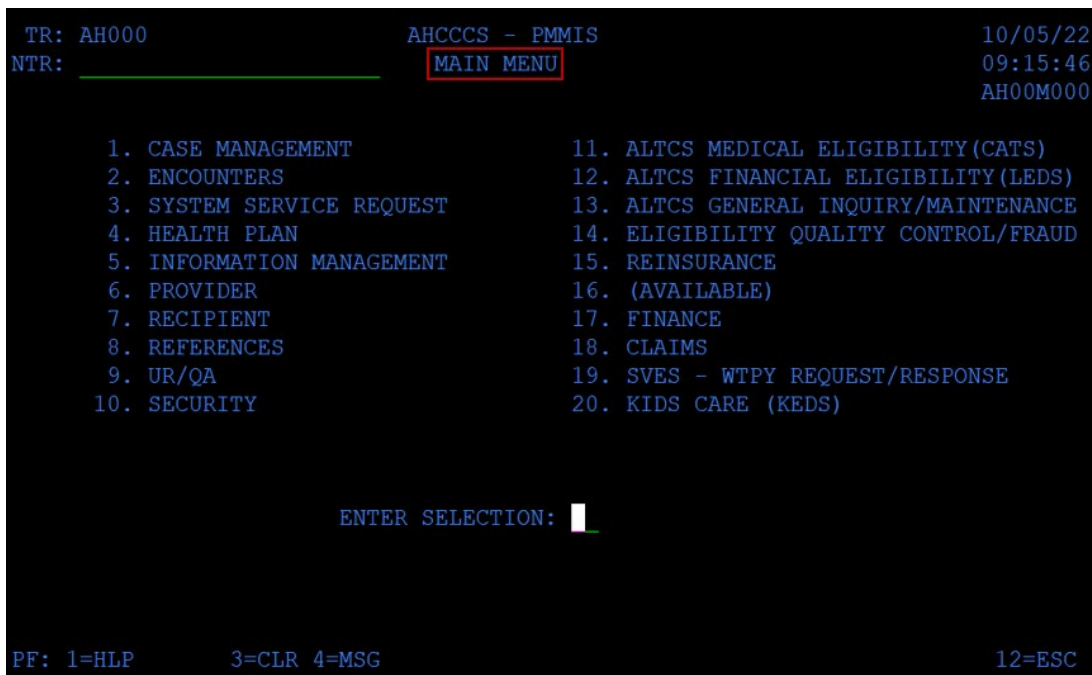 TR: AH000 AHCCCS - PMMIS 10/05/22
NTR: MAIN MENU 09:15:46
AH00M000
1. CASE MANAGEMENT 11. ALTCS MEDICAL ELIGIBILITY(CATS)
2. ENCOUNTERS 12. ALTCS FINANCIAL ELIGIBILITY(LEDS)
3. SYSTEM SERVICE REQUEST 13. ALTCS GENERAL INQUIRY/MAINTENANCE
4. HEALTH PLAN 14. ELIGIBILITY QUALITY CONTROL/FRAUD
5. INFORMATION MANAGEMENT 15. REINSURANCE
6. PROVIDER 16. (AVAILABLE)
7. RECIPIENT 17. FINANCE
8. REFERENCES 18. CLAIMS
9. UR/QA 19. SVES - WTPY REQUEST/RESPONSE
10. SECURITY 20. KIDS CARE (KEDS)
ENTER SELECTION:
PF: 1=HLP 3=CLR 4=MSG 12=ESC